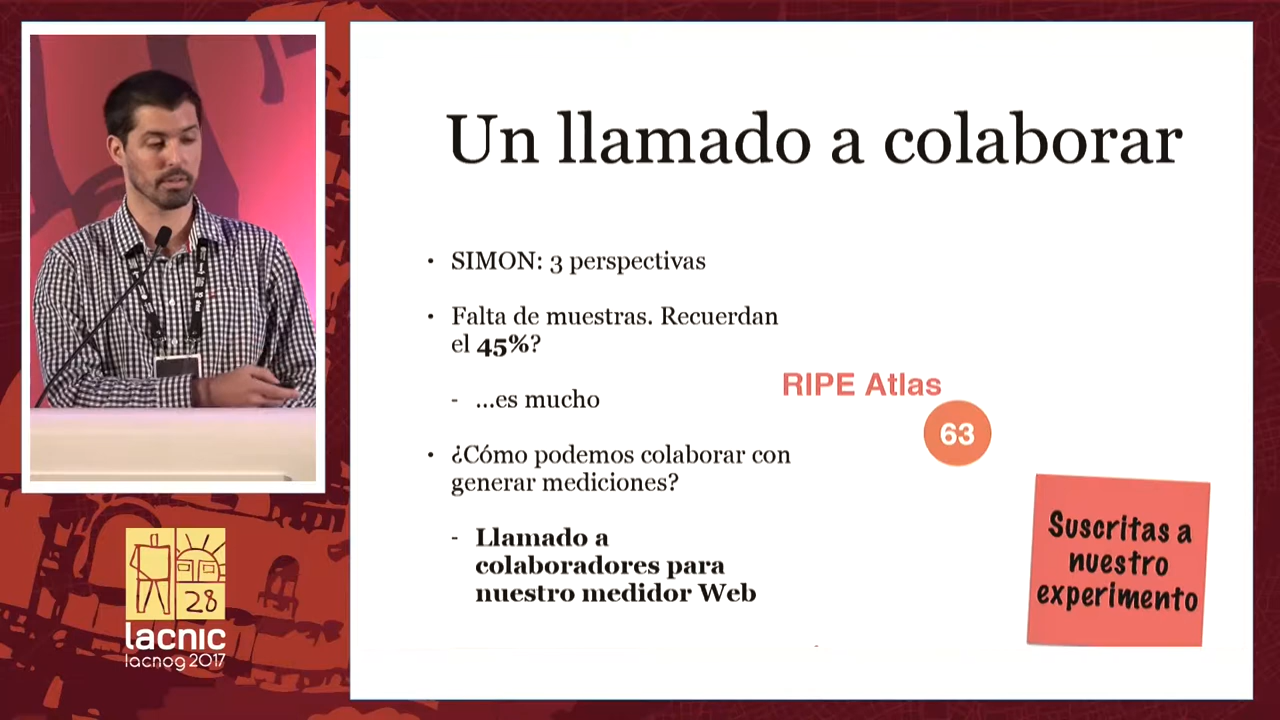 Un llamado a colaborar
• SIMON: 3 perspectivas
• Falta de muestras. Recuerdan
el 45%?
- ...es mucho
• ¿Cómo podemos colaborar con
generar mediciones?
- Llamado a
colaboradores para
nuestro medidor Web
RIPE Atlas
63
Suscritas a
nuestro
experimento
28
lacnic
lacnog 2017